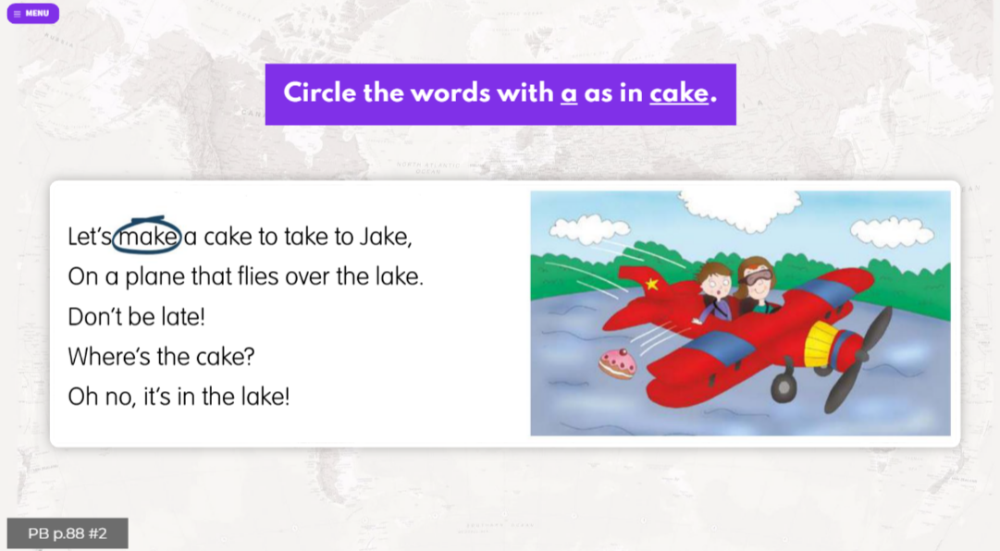 MENU
Circle the words with a as in cake.
Let's make a cake to take to Jake,
On a plane that flies over the lake.
Don't be late!
Where's the cake?
Oh no, it's in the lake!
PB p.88 #2